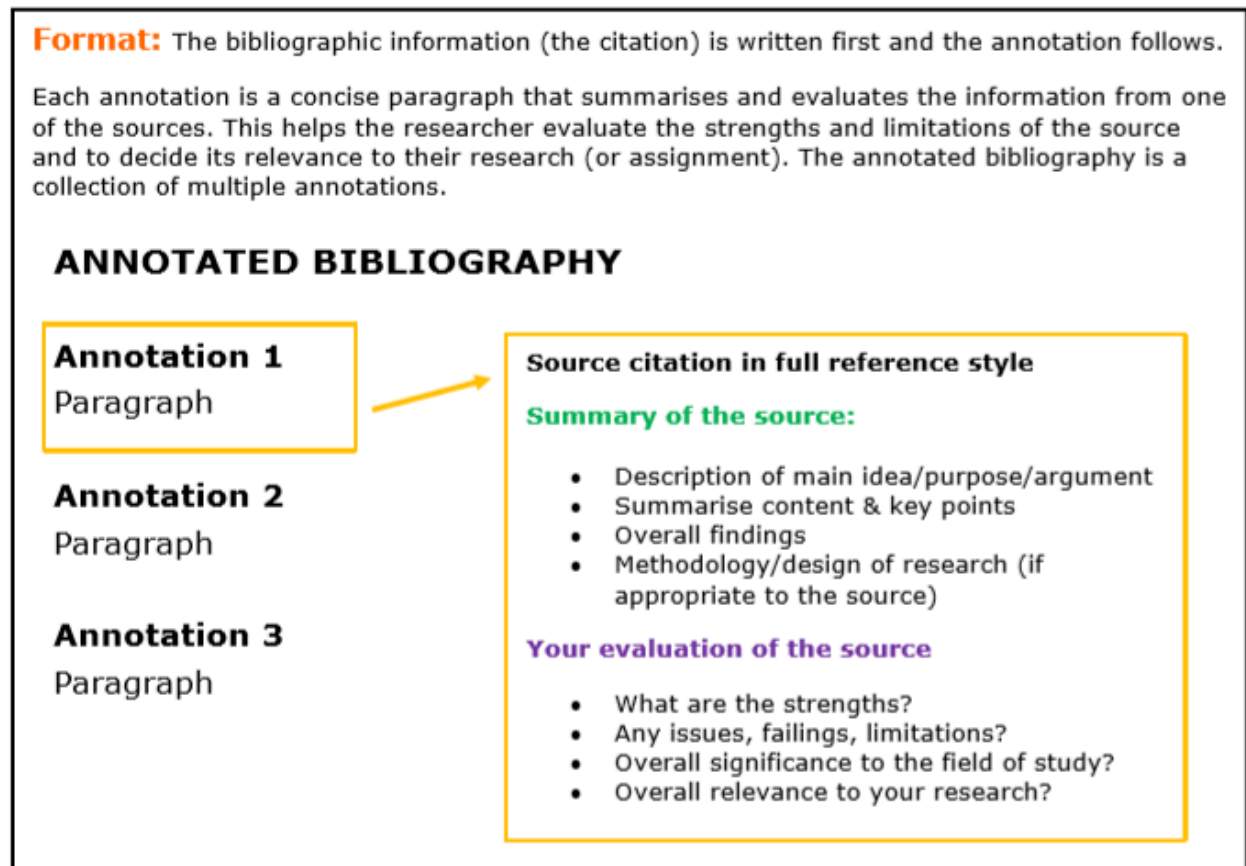 Format: The bibliographic information (the citation) is written first and the annotation follows.
Each annotation is a concise paragraph that summarises and evaluates the information from one
of the sources. This helps the researcher evaluate the strengths and limitations of the source
and to decide its relevance to their research (or assignment). The annotated bibliography is a
collection of multiple annotations.
ANNOTATED BIBLIOGRAPHY
Annotation 1
Paragraph
Annotation 2
Paragraph
Annotation 3
Paragraph
Source citation in full reference style
Summary of the source:
• Description of main idea/purpose/argument
• Summarise content & key points
• Overall findings
• Methodology/design of research (if
appropriate to the source)
Your evaluation of the source
• What are the strengths?
• Any issues, failings, limitations?
• Overall significance to the field of study?
• Overall relevance to your research?